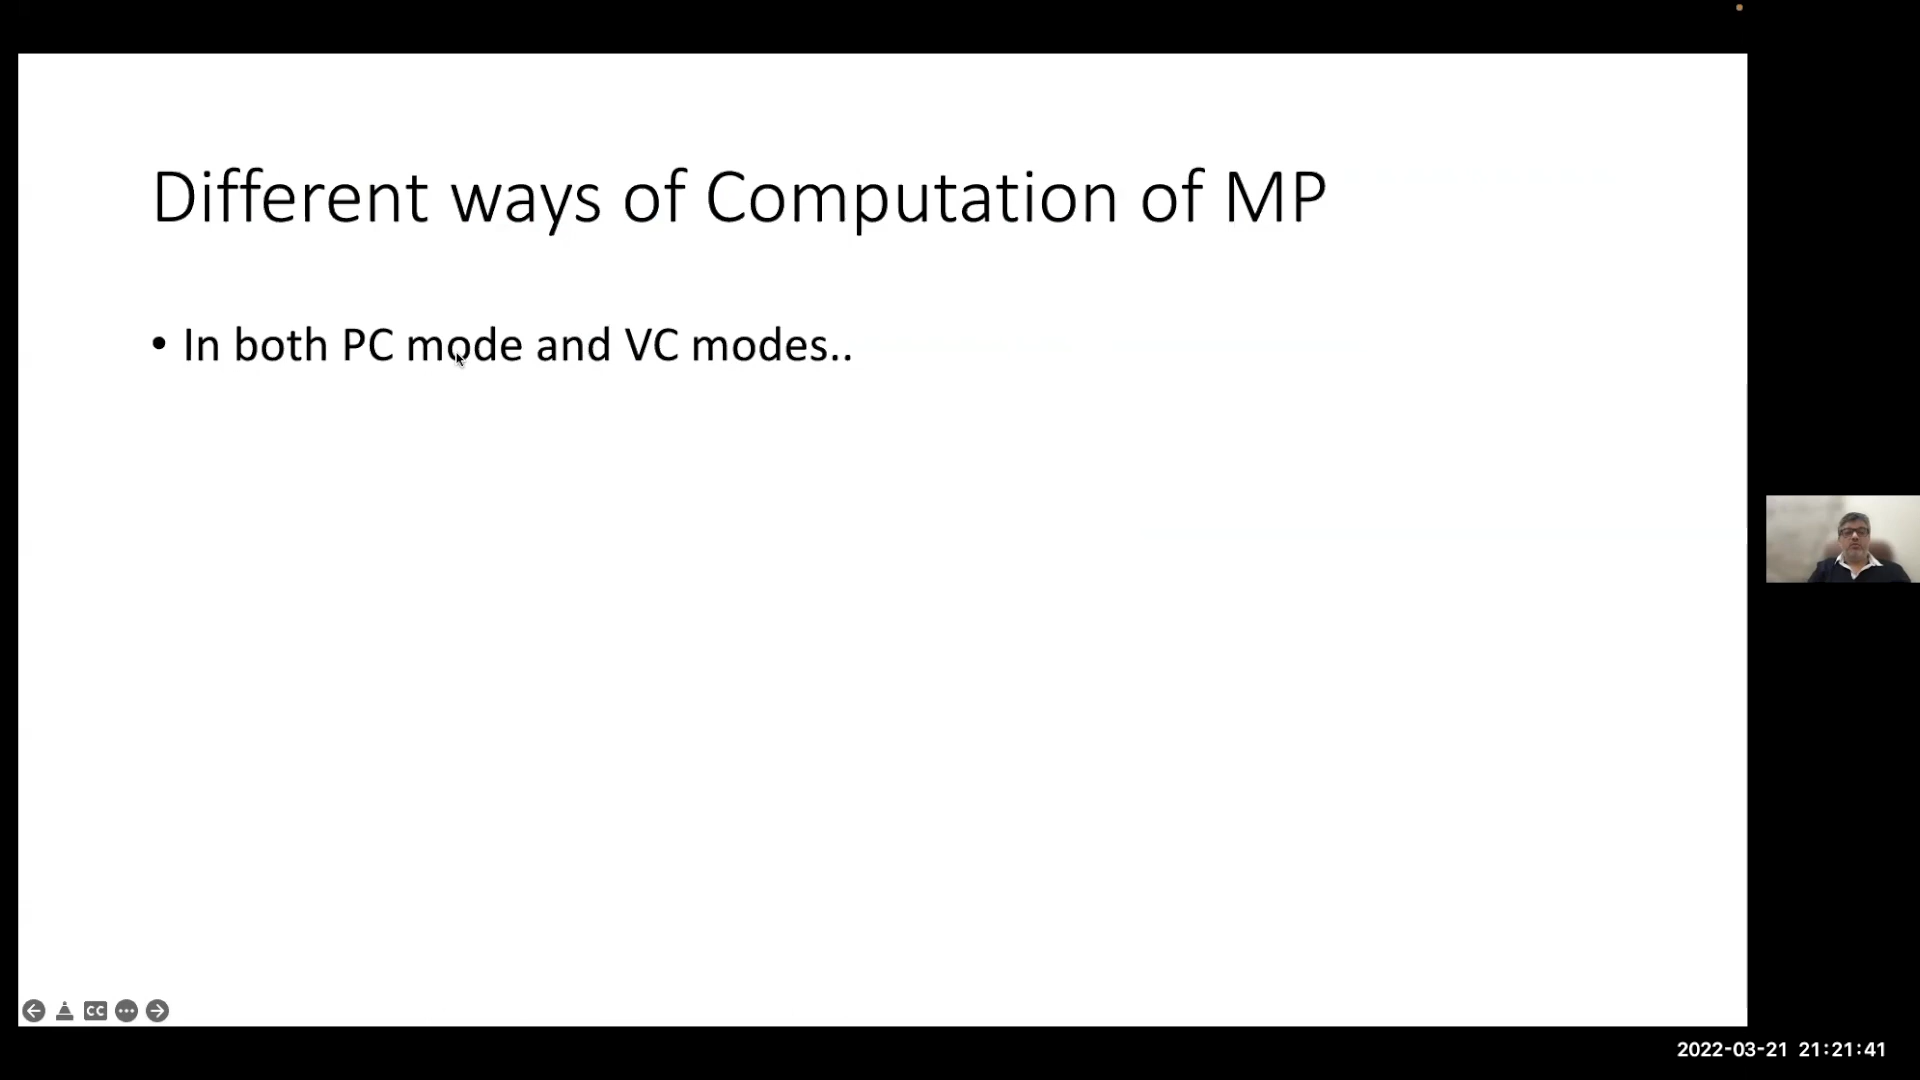 Different ways of Computation of MP
• In both PC mode and VC modes..
CC
2022-03-21 21:21:41